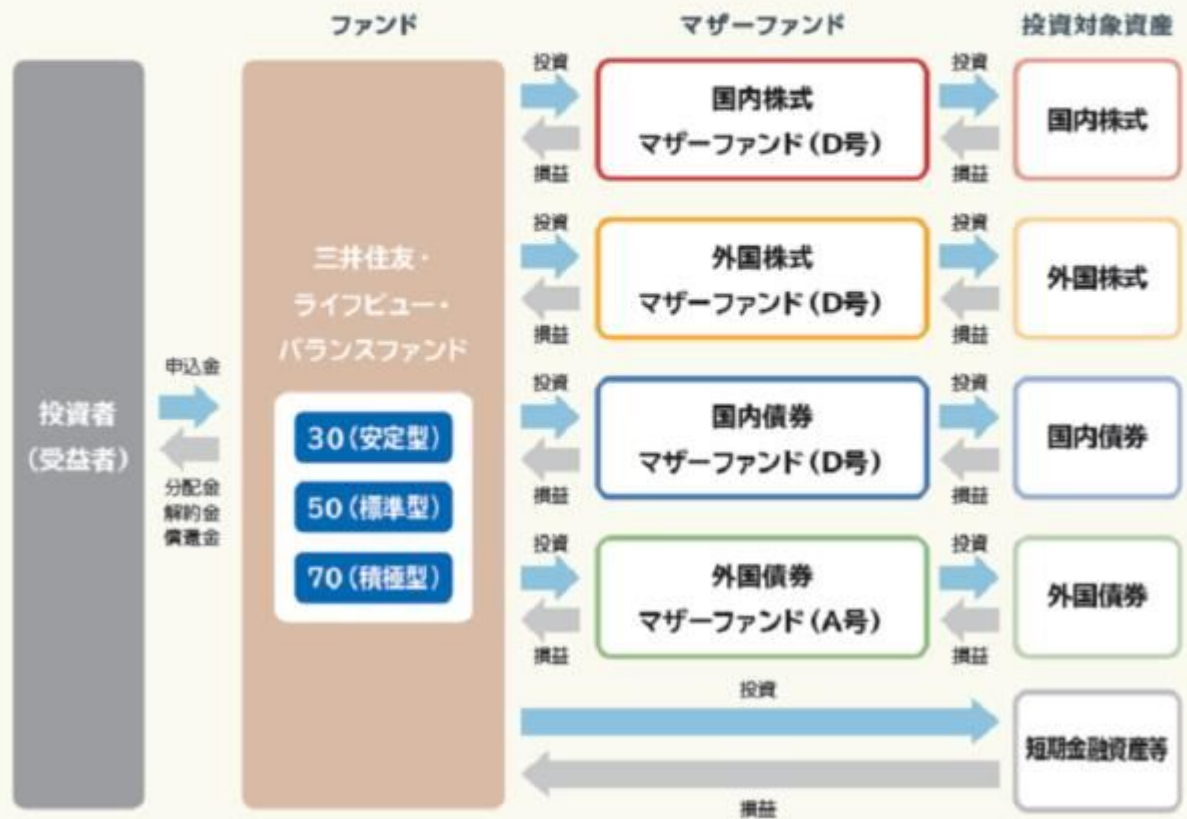 ファンド
マザーファンド
投資対象資産
投資者
(受益者)
申込金
分配金
解約金
償還金
三井住友・
ライフビュー・
バランスファンド
30(安定型)
50(標準型)
70(積極型)
投資
損益
国内株式
マザーファンド(D号)
投資
損益
国内株式
投資
損益
外国株式
マザーファンド(D号)
投資
損益
外国株式
投資
損益
国内債券
マザーファンド(D号)
投資
損益
国内債券
投資
損益
外国債券
マザーファンド(A号)
投資
損益
外国債券
投資
損益
短期金融資産等